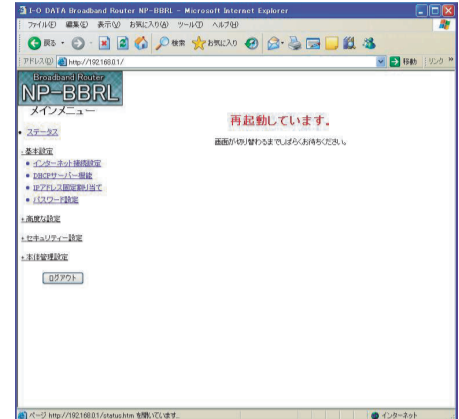 I-O DATA Broadband Router NP-BBRL - Microsoft Internet Explorer
ファイル(F) 編集(E) 表示(V) お気に入り(A) ツール(T) ヘルプ(H)
戻る 検索 お気に入り
アドレス(D) http://192.168.0.1/ 移動 リンク »
Broadband Router
NP-BBRL
メインメニュー
再起動しています。
画面が切り替わるまでしばらくお待ちください。
ステータス
-基本設定
インターネット接続設定
DHCPサーバー機能
IPアドレス固定割り当て
パスワード設定
+高度な設定
+セキュリティー設定
+本体管理設定
ログアウト
ページ http://192.168.0.1/status.htm を開いています... インターネット